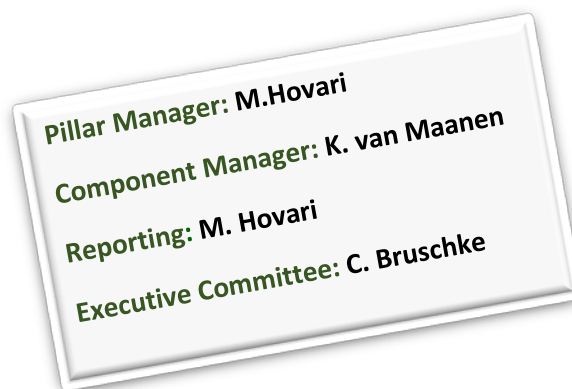 Pillar Manager: M.Hovari
Component Manager: K. van Maanen
Reporting: M. Hovari
Executive Committee: C. Bruschke